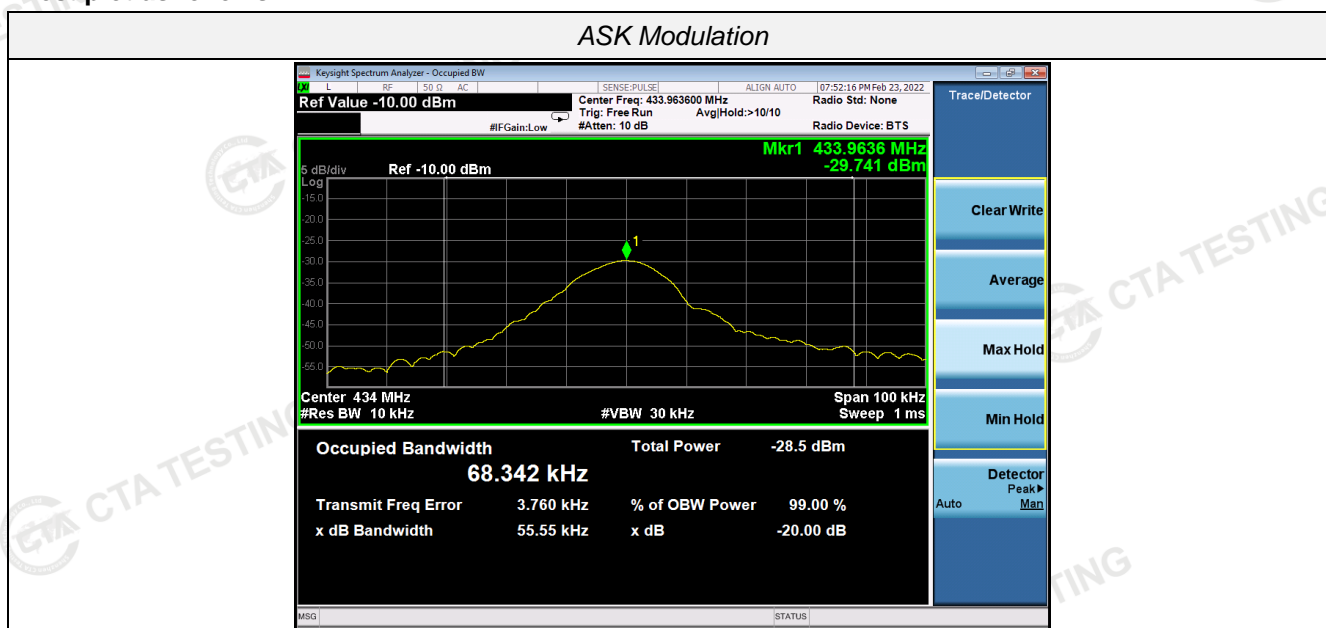 ASK Modulation
Keysight Spectrum Analyzer - Occupied BW
LXI L RF 50 Ω AC SENSE:PULSE ALIGN AUTO 07:52:16 PM Feb 23, 2022
Ref Value -10.00 dBm Center Freq: 433.963600 MHz Radio Std: None Trace/Detector
Trig: Free Run Avg|Hold:>10/10
#IFGain:Low #Atten: 10 dB Radio Device: BTS
Mkr1 433.9636 MHz
5 dB/div Ref -10.00 dBm -29.741 dBm
Log
-15.0
-20.0
-25.0
-30.0
-35.0
-40.0
-45.0
-50.0
-55.0
1
Center 434 MHz Span 100 kHz
#Res BW 10 kHz #VBW 30 kHz Sweep 1 ms
Clear Write
Average
Max Hold
Min Hold
Detector
Peak▶
Auto Man
Occupied Bandwidth Total Power -28.5 dBm
68.342 kHz
Transmit Freq Error 3.760 kHz % of OBW Power 99.00 %
x dB Bandwidth 55.55 kHz x dB -20.00 dB
MSG STATUS
CTA TESTING
CTA TESTING